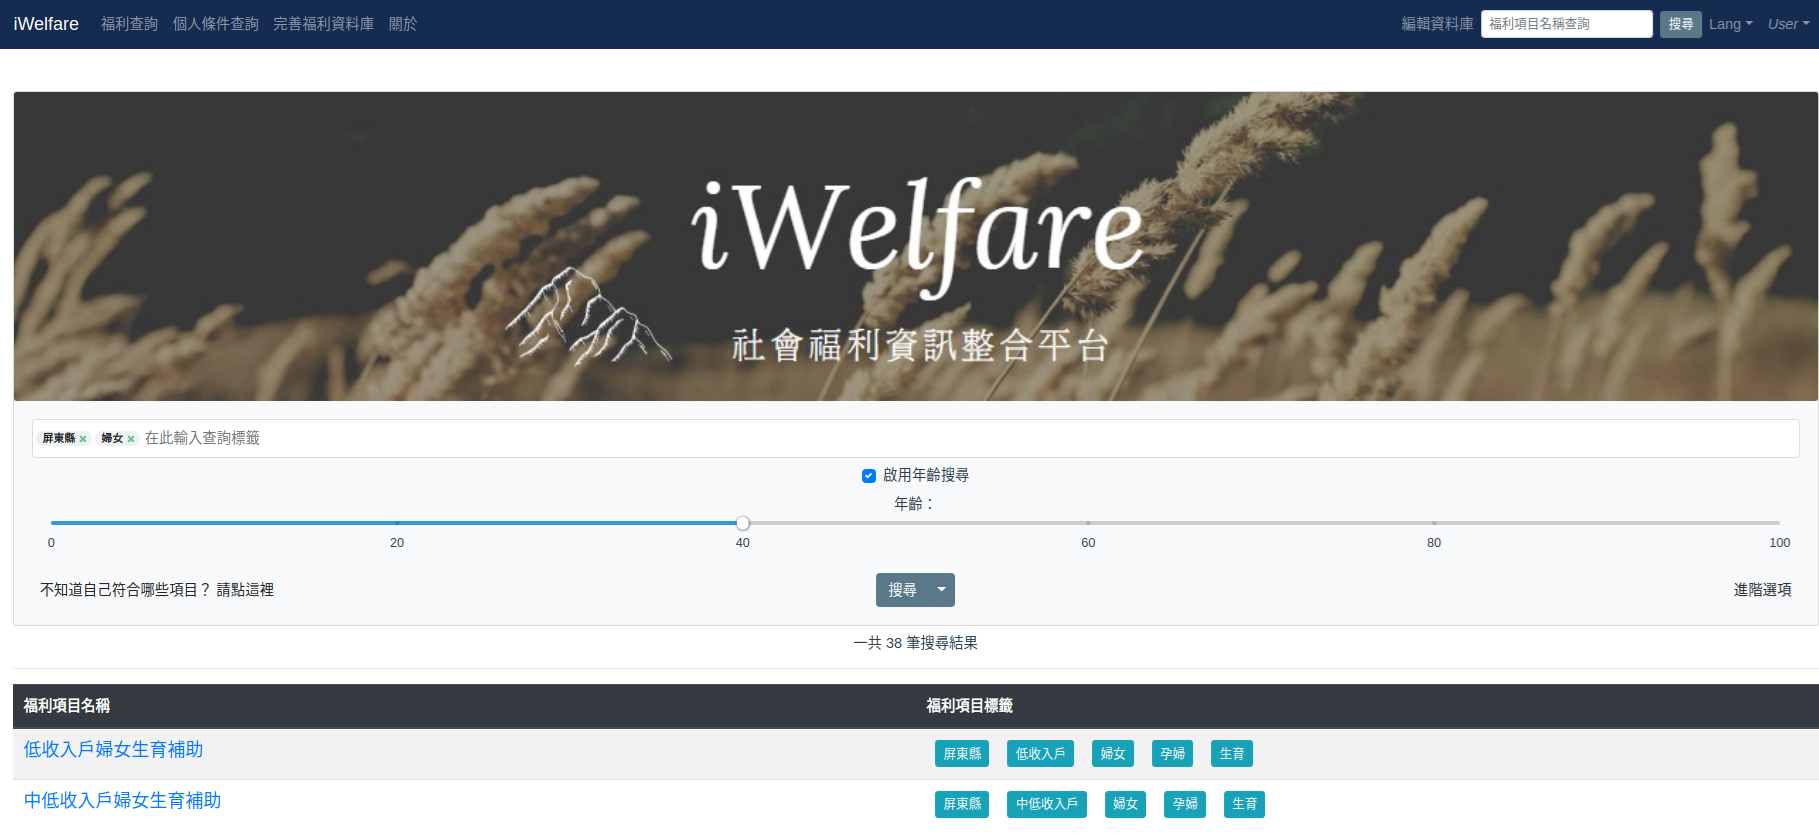 iWelfare 福利查詢 個人條件查詢 完善福利資料庫 關於 編輯資料庫 福利項目名稱查詢 搜尋 Lang User
iWelfare
社會福利資訊整合平台
屏東縣 × 婦女 × 在此輸入查詢標籤
啟用年齡搜尋
年齡：
0 20 40 60 80 100
不知道自己符合哪些項目？ 請點這裡 搜尋 進階選項
一共 38 筆搜尋結果
福利項目名稱 福利項目標籤
低收入戶婦女生育補助 屏東縣 低收入戶 婦女 孕婦 生育
中低收入戶婦女生育補助 屏東縣 中低收入戶 婦女 孕婦 生育